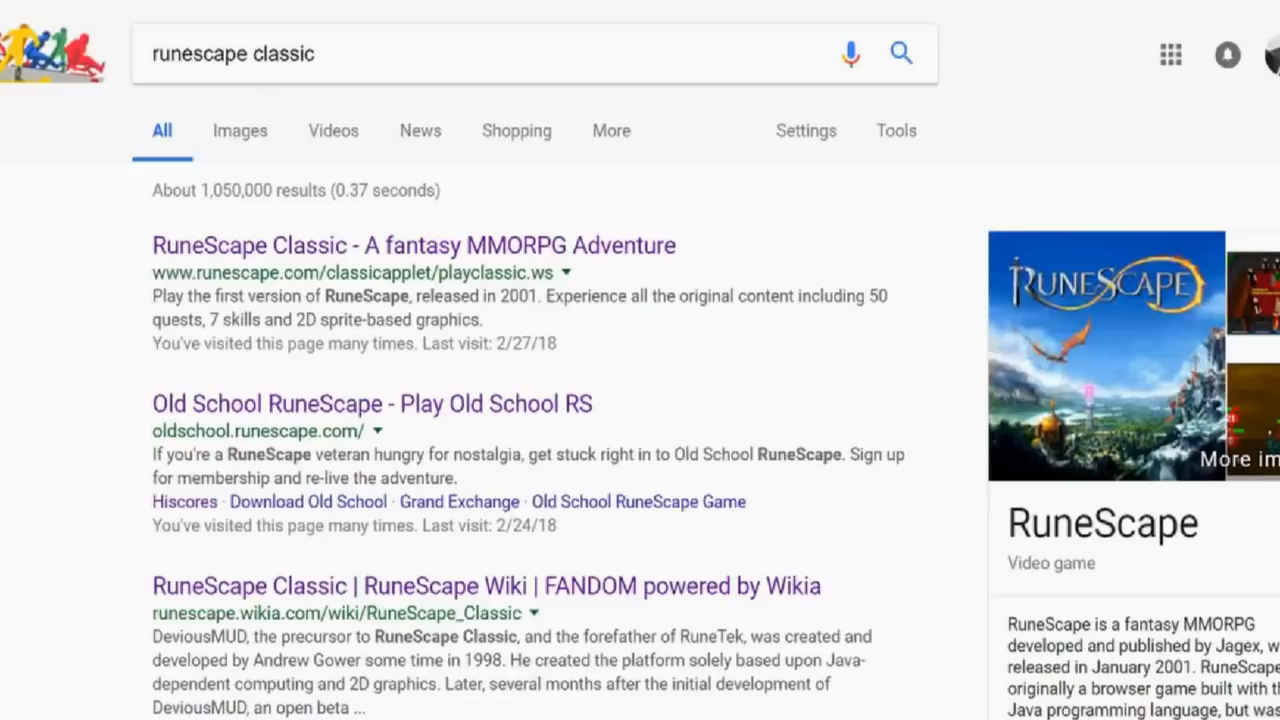 runescape classic
All Images Videos News Shopping More Settings Tools
About 1,050,000 results (0.37 seconds)
RuneScape Classic - A fantasy MMORPG Adventure
www.runescape.com/classicapplet/playclassic.ws
Play the first version of RuneScape, released in 2001. Experience all the original content including 50
quests, 7 skills and 2D sprite-based graphics.
You've visited this page many times. Last visit: 2/27/18
Old School RuneScape - Play Old School RS
oldschool.runescape.com/
If you're a RuneScape veteran hungry for nostalgia, get stuck right in to Old School RuneScape. Sign up
for membership and re-live the adventure.
Hiscores · Download Old School · Grand Exchange · Old School RuneScape Game
You've visited this page many times. Last visit: 2/24/18
RuneScape Classic | RuneScape Wiki | FANDOM powered by Wikia
runescape.wikia.com/wiki/RuneScape_Classic
DeviousMUD, the precursor to RuneScape Classic, and the forefather of RuneTek, was created and
developed by Andrew Gower some time in 1998. He created the platform solely based upon Java-
dependent computing and 2D graphics. Later, several months after the initial development of
DeviousMUD, an open beta ...
RUNESCAPE
More im
RuneScape
Video game
RuneScape is a fantasy MMORPG
developed and published by Jagex, w
released in January 2001. RuneScape
originally a browser game built with th
Java programming language, but was